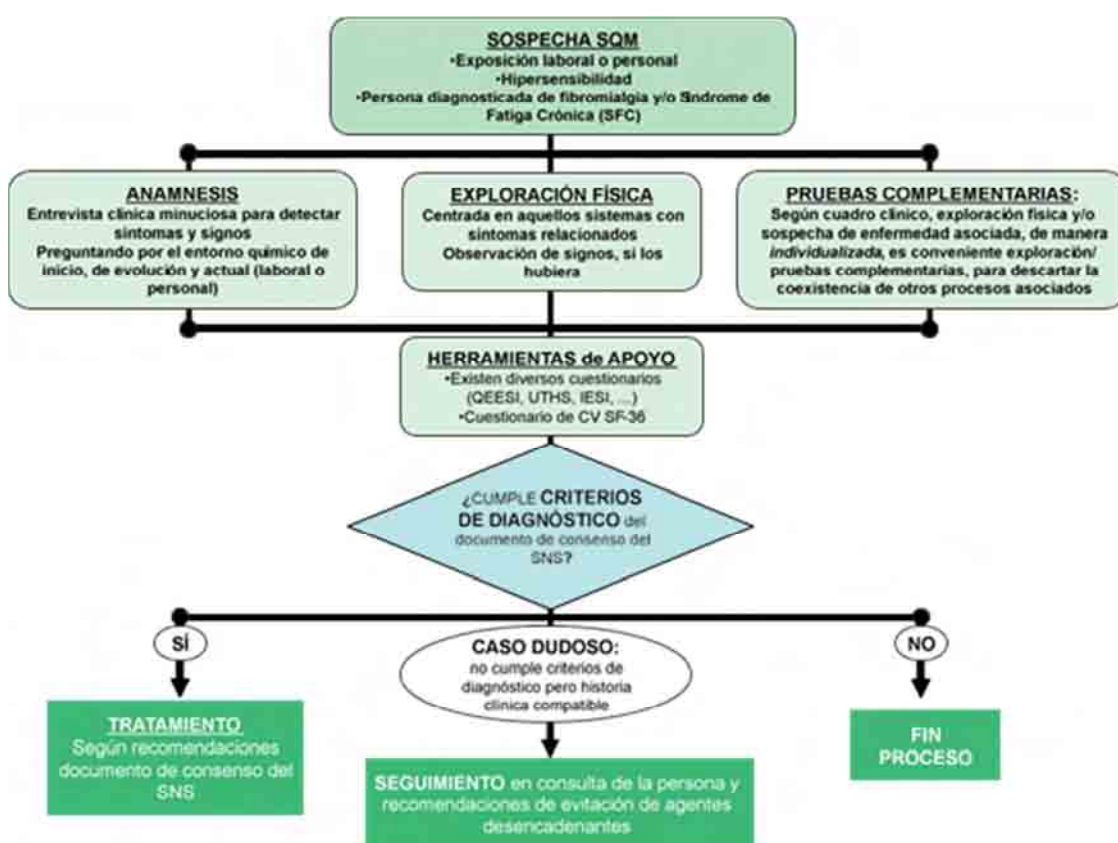 SOSPECHA SQM
•Exposición laboral o personal
•Hipersensibilidad
•Persona diagnosticada de fibromialgia y/o Síndrome de
Fatiga Crónica (SFC)
ANAMNESIS
Entrevista clínica minuciosa para detectar
síntomas y signos
Preguntando por el entorno químico de
inicio, de evolución y actual (laboral o
personal)
EXPLORACIÓN FÍSICA
Centrada en aquellos sistemas con
síntomas relacionados
Observación de signos, si los
hubiera
PRUEBAS COMPLEMENTARIAS:
Según cuadro clínico, exploración física y/o
sospecha de enfermedad asociada, de manera
individualizada, es conveniente exploración/
pruebas complementarias, para descartar la
coexistencia de otros procesos asociados
HERRAMIENTAS de APOYO
•Existen diversos cuestionarios
(QEESI, UTHS, IESI, ...)
•Cuestionario de CV SF-36
¿CUMPLE CRITERIOS
DE DIAGNÓSTICO del
documento de consenso del
SNS?
SÍ
CASO DUDOSO:
no cumple criterios de
diagnóstico pero historia
clínica compatible
NO
TRATAMIENTO
Según recomendaciones
documento de consenso del
SNS
SEGUIMIENTO en consulta de la persona y
recomendaciones de evitación de agentes
desencadenantes
FIN
PROCESO